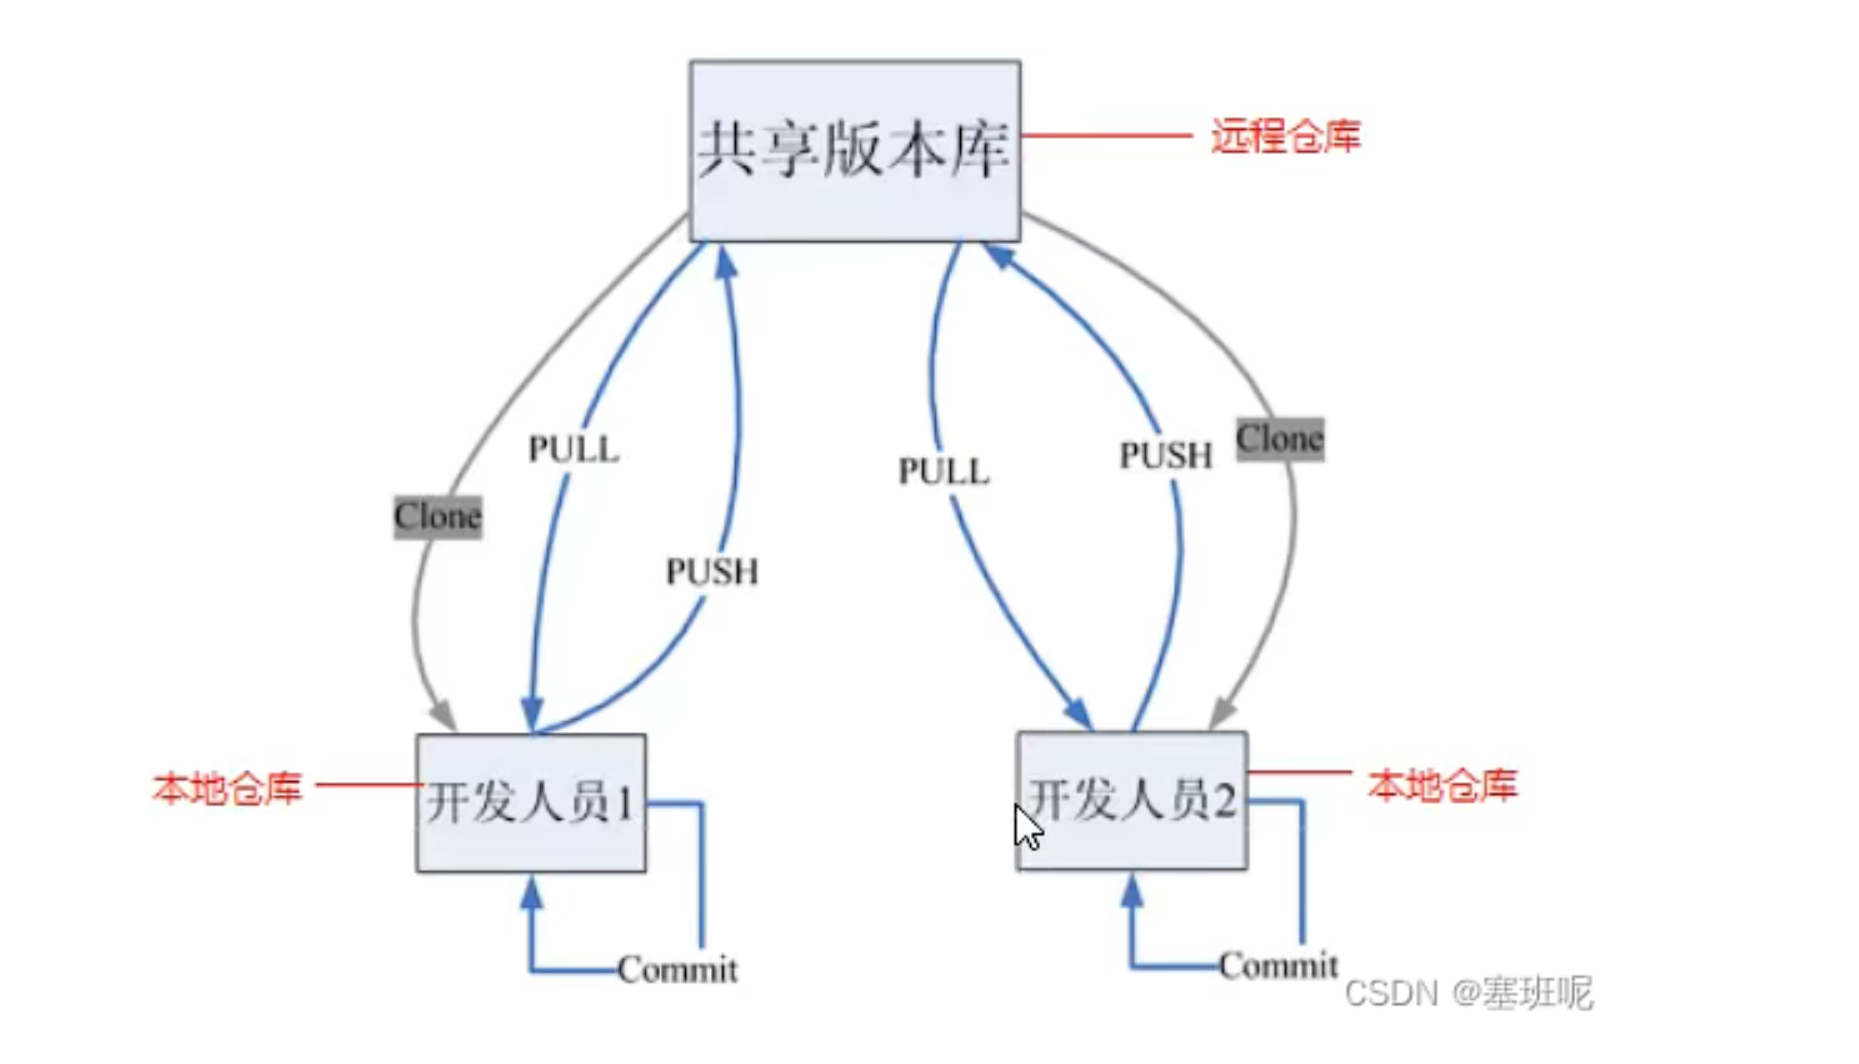 共享版本库
远程仓库
PULL
PUSH
Clone
PULL
PUSH
Clone
本地仓库
开发人员1
开发人员2
本地仓库
Commit
Commit
CSDN @塞班呢